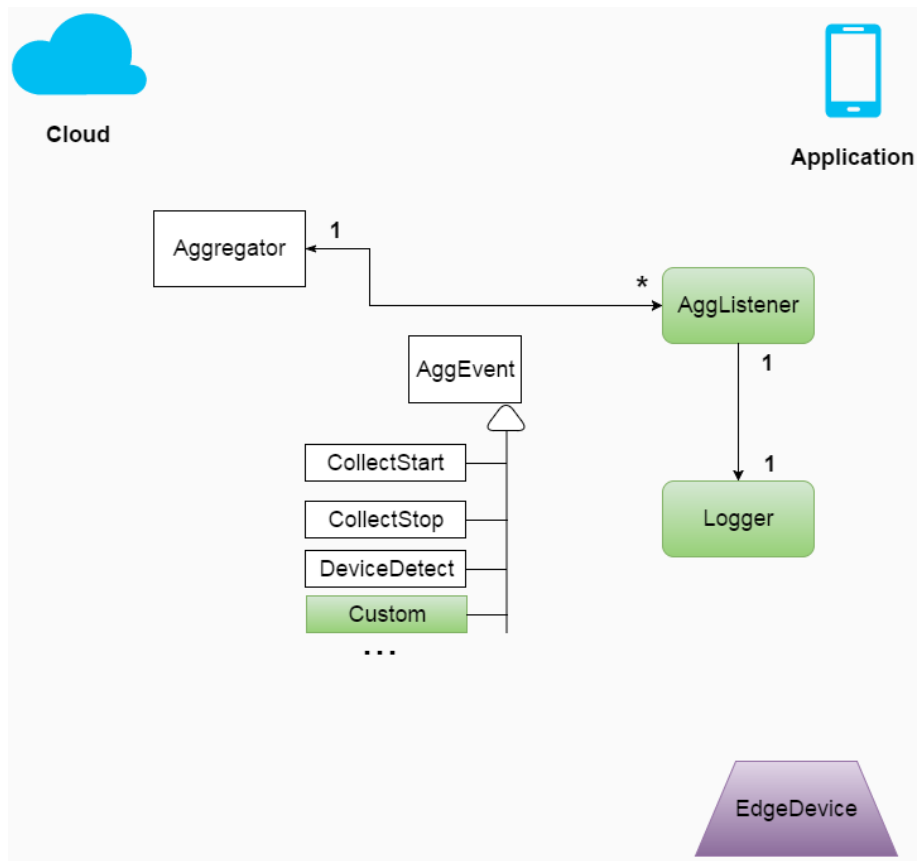 Cloud
Application
Aggregator
1
*
AggListener
AggEvent
1
CollectStart
1
CollectStop
Logger
DeviceDetect
Custom
...
EdgeDevice